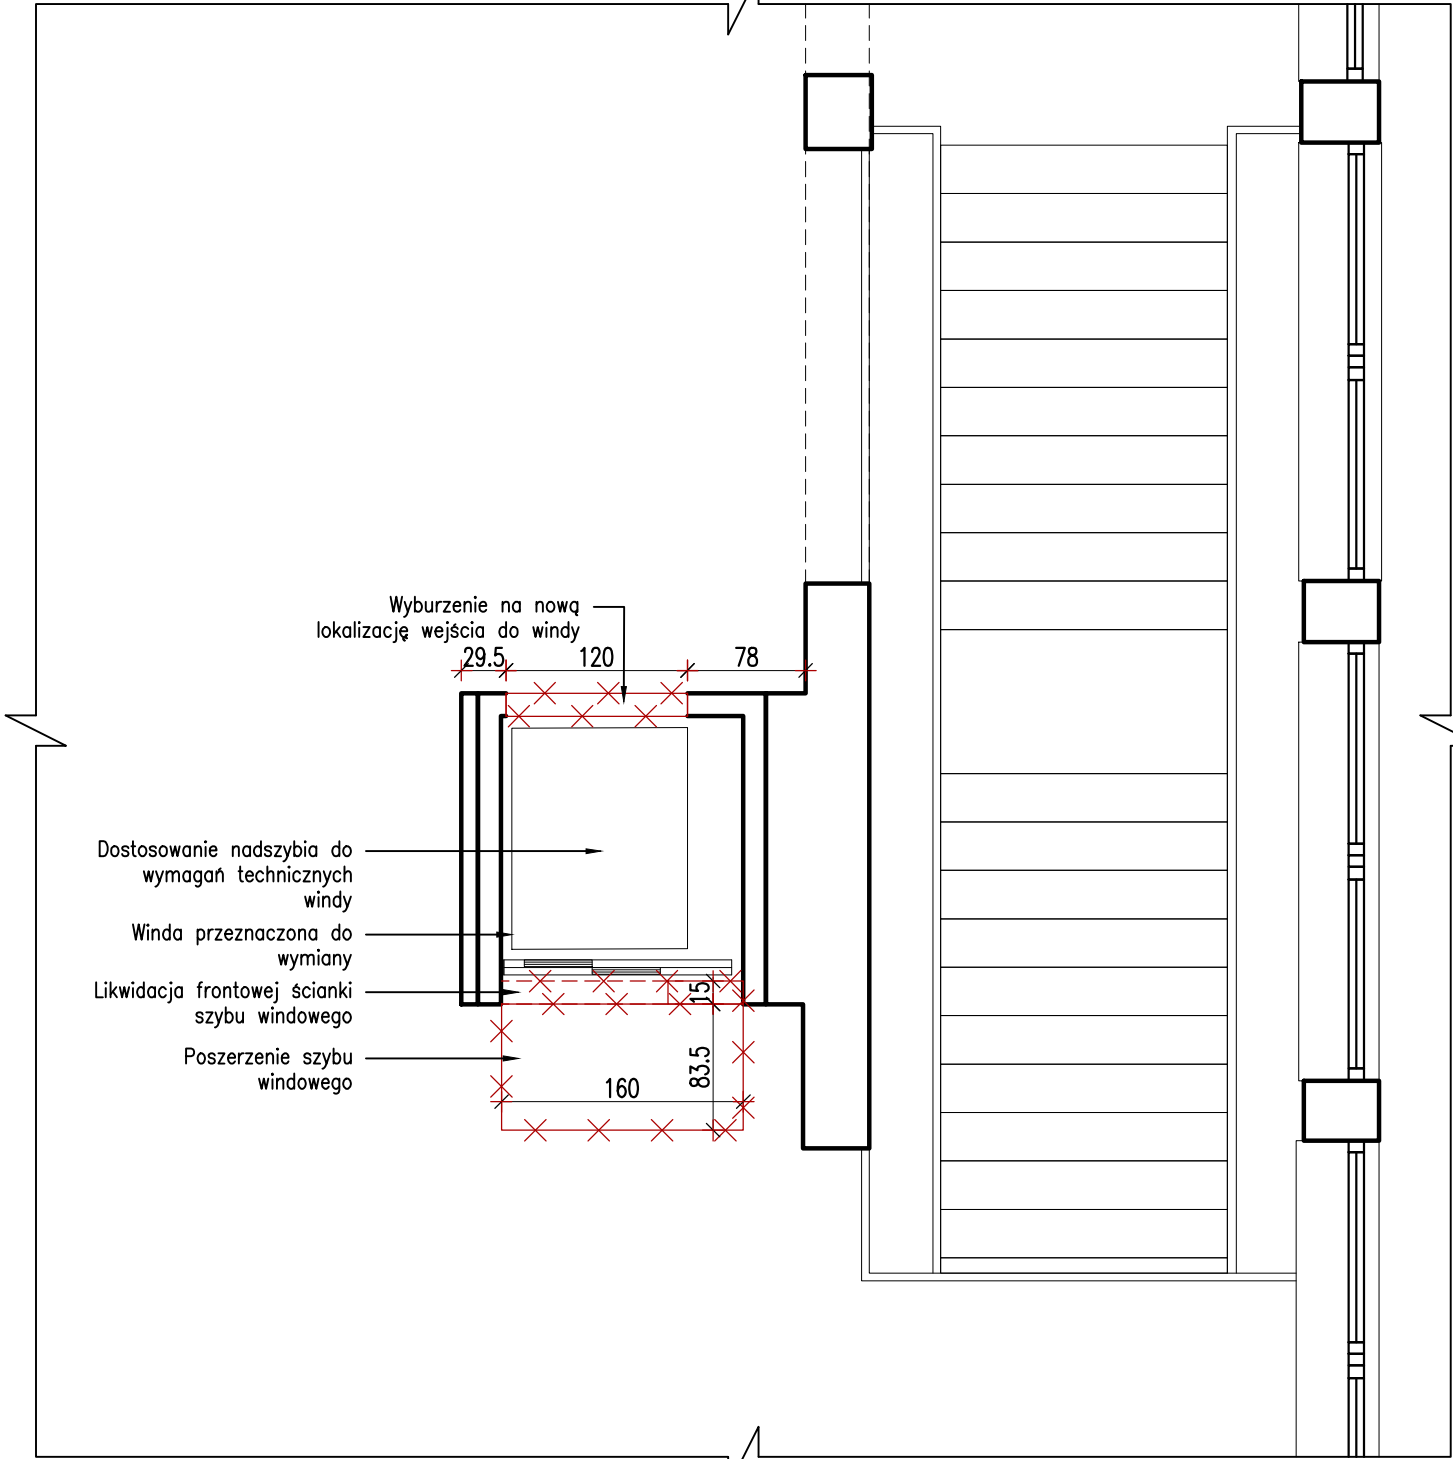 Wyburzenie na nową
lokalizację wejścia do windy
29.5 120 78
Dostosowanie nadszybia do
wymagań technicznych
windy
Winda przeznaczona do
wymiany
Likwidacja frontowej ścianki
szybu windowego
15
Poszerzenie szybu
windowego
83.5
160